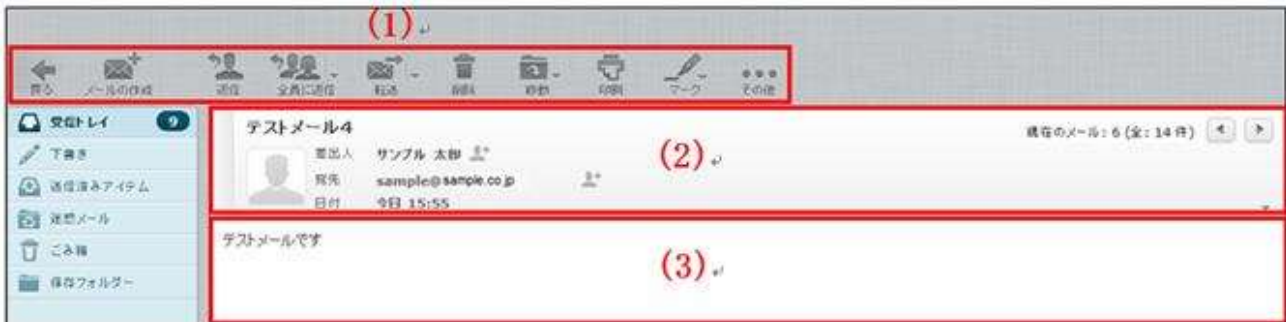 (1)
戻る メールの作成 返信 全員に返信 転送 削除 移動 印刷 マーク その他
受信トレイ 9
下書き
送信済みアイテム
迷惑メール
ごみ箱
保存フォルダー
テストメール4
現在のメール: 6 (全: 14 件)
差出人 サンプル 太郎
宛先 sample@sample.co.jp
日付 9日 15:55
(2)
テストメールです
(3)